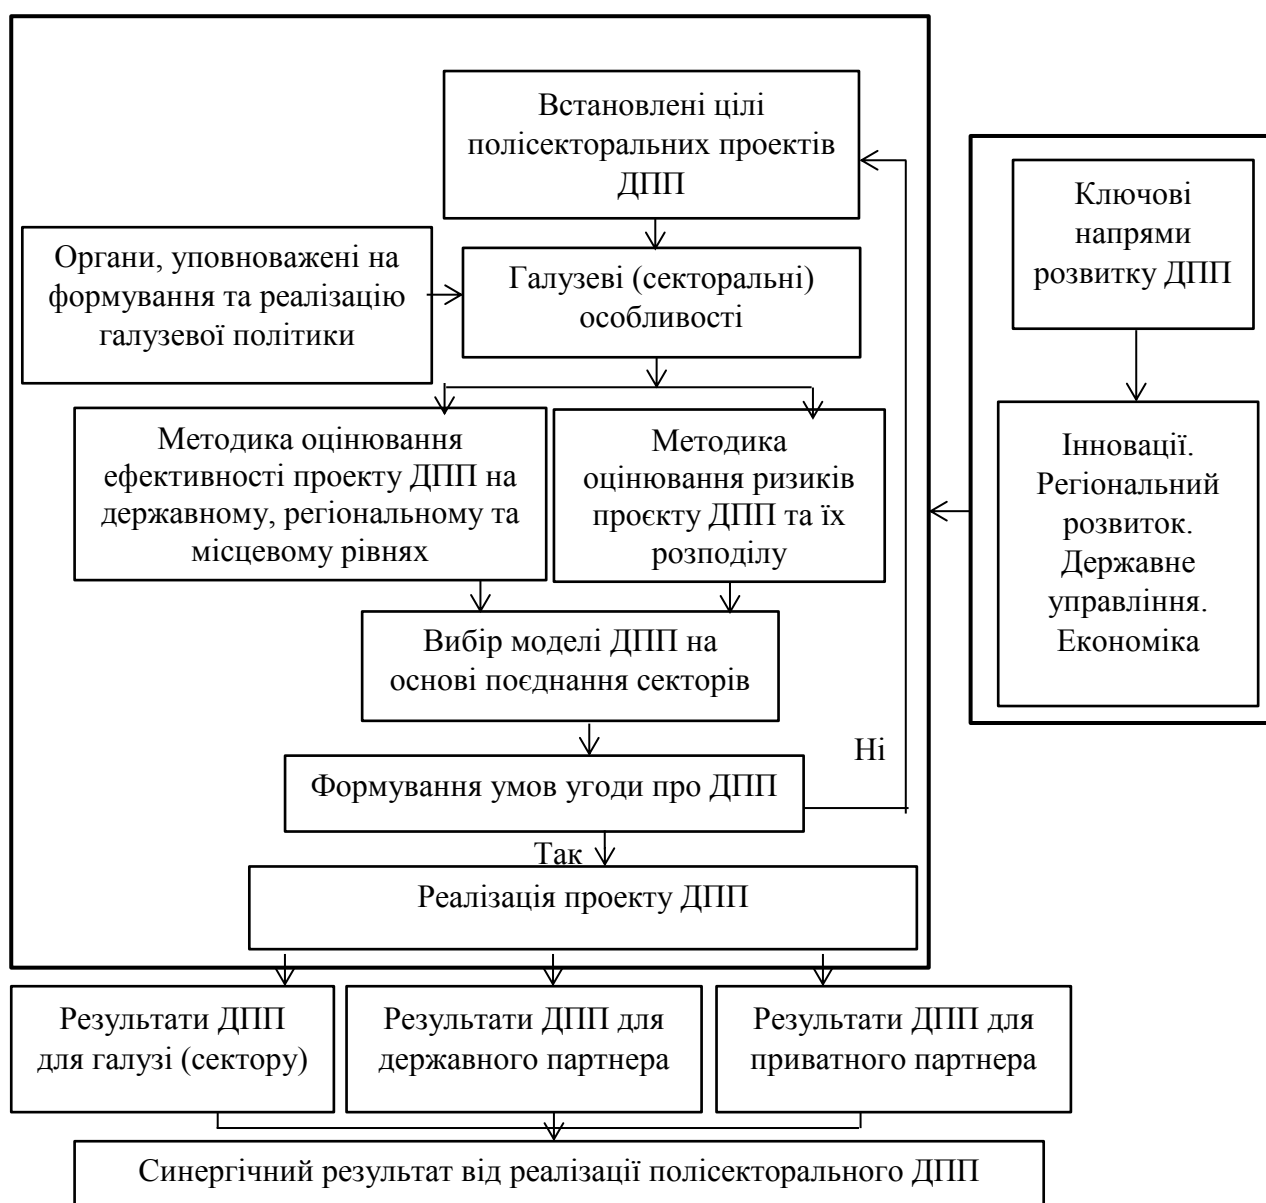 Встановлені цілі
полісекторальних проектів
ДПП
Ключові
напрями
розвитку ДПП
Органи, уповноважені на
формування та реалізацію
галузевої політики
Галузеві (секторальні)
особливості
Методика оцінювання
ефективності проекту ДПП на
державному, регіональному та
місцевому рівнях
Методика
оцінювання ризиків
проєкту ДПП та їх
розподілу
Інновації.
Регіональний
розвиток.
Державне
управління.
Економіка
Вибір моделі ДПП на
основі поєднання секторів
Ні
Формування умов угоди про ДПП
Так
Реалізація проекту ДПП
Результати ДПП
для галузі (сектору)
Результати ДПП для
державного партнера
Результати ДПП для
приватного партнера
Синергічний результат від реалізації полісекторального ДПП